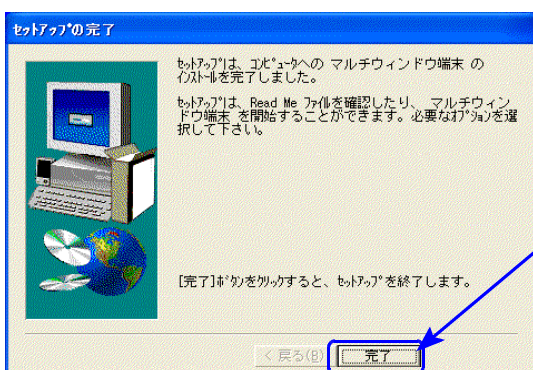 ｾｯﾄｱｯﾌﾟの完了
ｾｯﾄｱｯﾌﾟは、ｺﾝﾋﾟｭｰﾀへの マルチウィンドウ端末 の
ｲﾝｽﾄｰﾙを完了しました。
ｾｯﾄｱｯﾌﾟは、Read Me ﾌｧｲﾙを確認したり、 マルチウィン
ドウ端末 を開始することができます。必要なｵﾌﾟｼｮﾝを選
択して下さい。
[完了]ﾎﾞﾀﾝをｸﾘｯｸすると、ｾｯﾄｱｯﾌﾟを終了します。
< 戻る(B)
完了